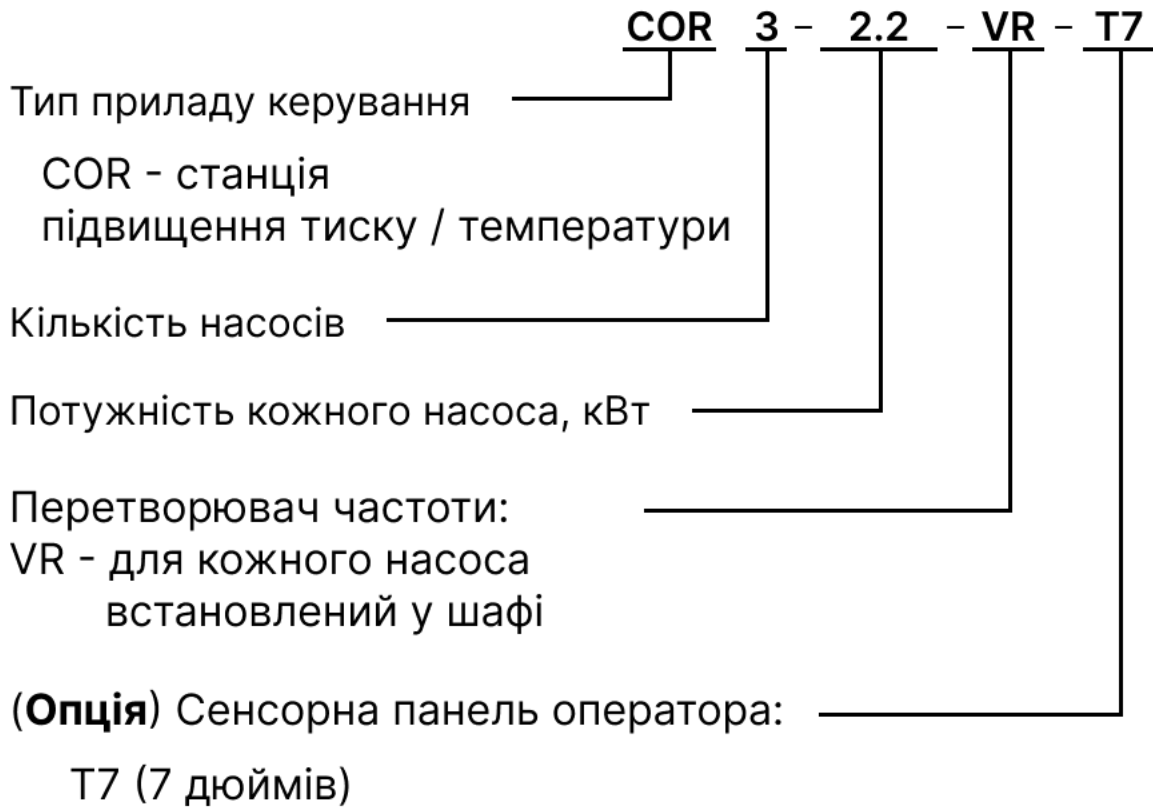 COR 3 – 2.2 – VR – T7
Тип приладу керування
COR - станція
підвищення тиску / температури
Кількість насосів
Потужність кожного насоса, кВт
Перетворювач частоти:
VR - для кожного насоса
встановлений у шафі
(Опція) Сенсорна панель оператора:
T7 (7 дюймів)